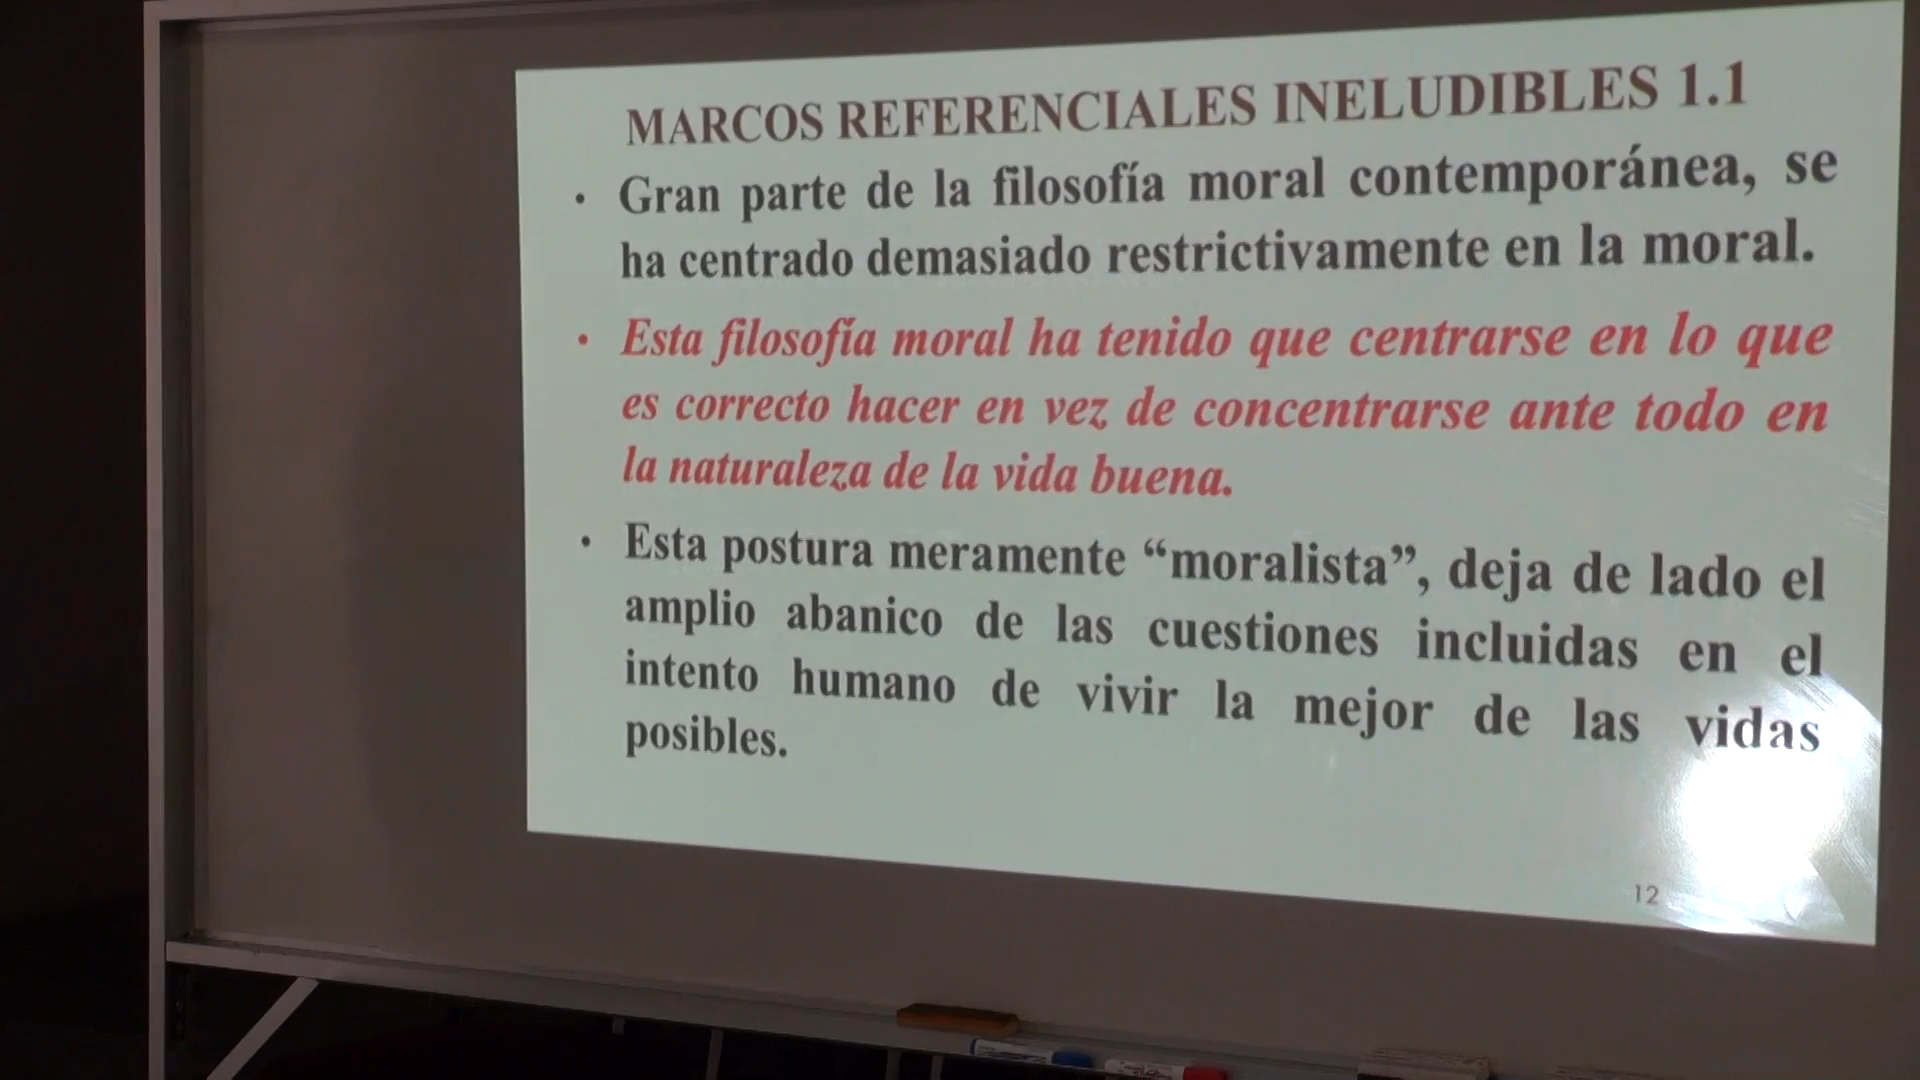 MARCOS REFERENCIALES INELUDIBLES 1.1
• Gran parte de la filosofía moral contemporánea, se
ha centrado demasiado restrictivamente en la moral.
• Esta filosofía moral ha tenido que centrarse en lo que
es correcto hacer en vez de concentrarse ante todo en
la naturaleza de la vida buena.
• Esta postura meramente “moralista”, deja de lado el
amplio abanico de las cuestiones incluidas en el
intento humano de vivir la mejor de las vidas
posibles.
12